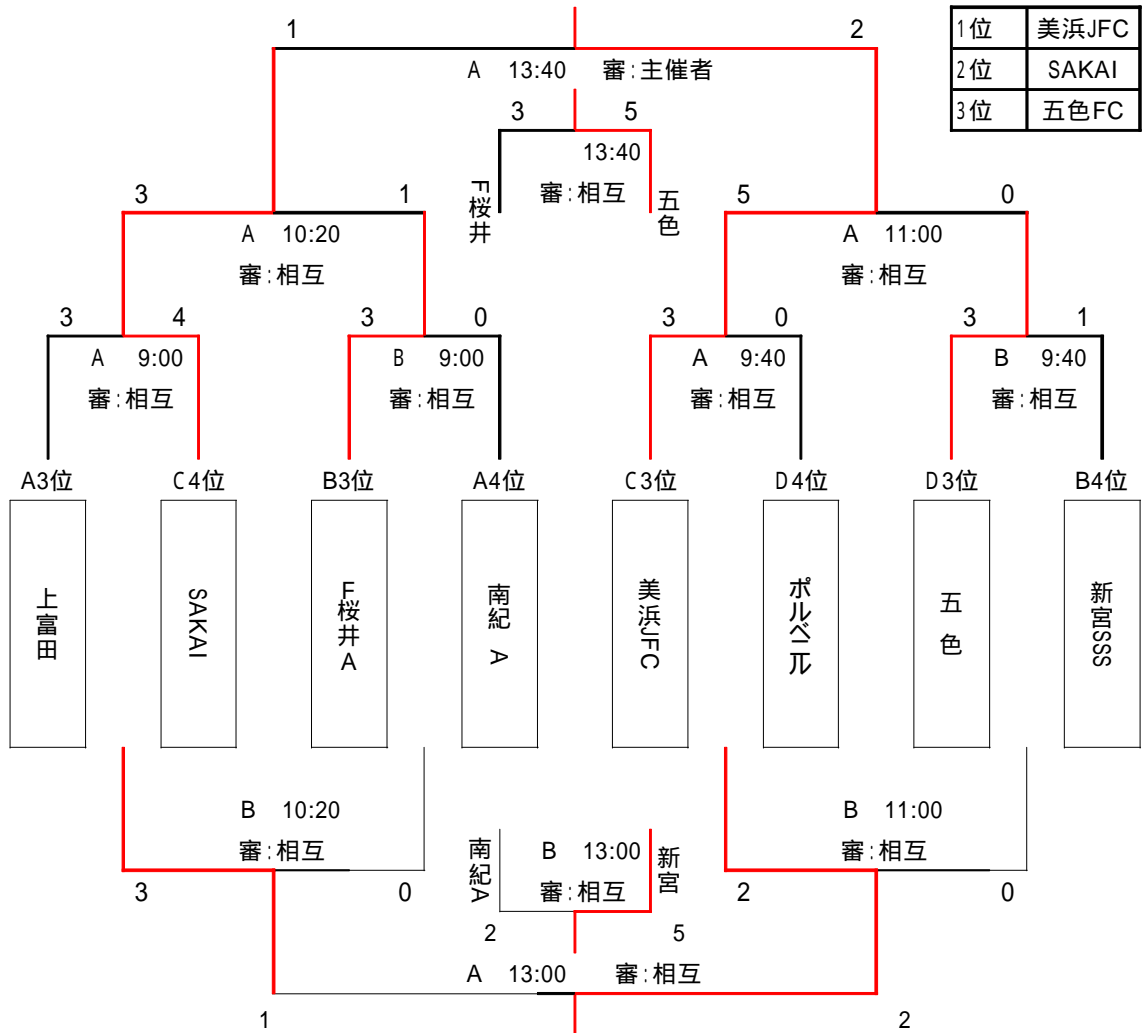 1 2
1位 美浜JFC
2位 SAKAI
3位 五色FC
A 13:40 審:主催者
3 5
13:40
審:相互
F桜井
五色
3 1
A 10:20
審:相互
5 0
A 11:00
審:相互
3 4
A 9:00
審:相互
3 0
B 9:00
審:相互
3 0
A 9:40
審:相互
3 1
B 9:40
審:相互
A3位 C4位 B3位 A4位 C3位 D4位 D3位 B4位
上富田
SAKAI
F桜井A
南紀 A
美浜JFC
ポルベニル
五色
新宮SSS
B 10:20
審:相互
3 0
南紀A
B 13:00
審:相互
新宮
2 5
B 11:00
審:相互
2 0
A 13:00 審:相互
1 2